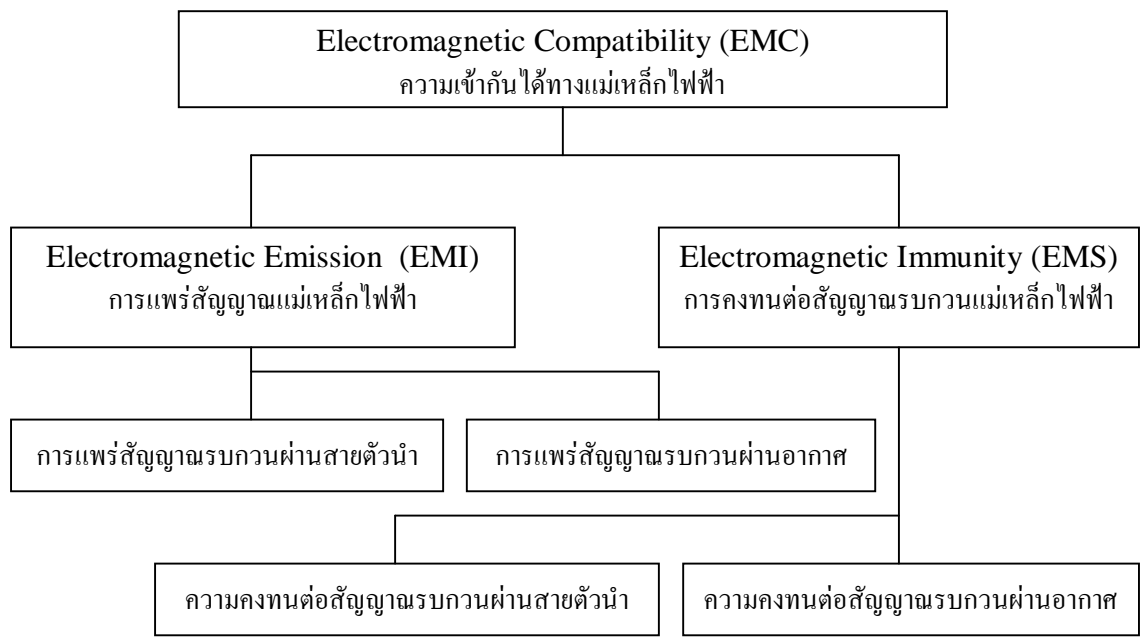 Electromagnetic Compatibility (EMC)
ความเข้ากันได้ทางแม่เหล็กไฟฟ้า
Electromagnetic Emission (EMI)
การแพร่สัญญาณแม่เหล็กไฟฟ้า
Electromagnetic Immunity (EMS)
การคงทนต่อสัญญาณรบกวนแม่เหล็กไฟฟ้า
การแพร่สัญญาณรบกวนผ่านสายตัวนำ
การแพร่สัญญาณรบกวนผ่านอากาศ
ความคงทนต่อสัญญาณรบกวนผ่านสายตัวนำ
ความคงทนต่อสัญญาณรบกวนผ่านอากาศ